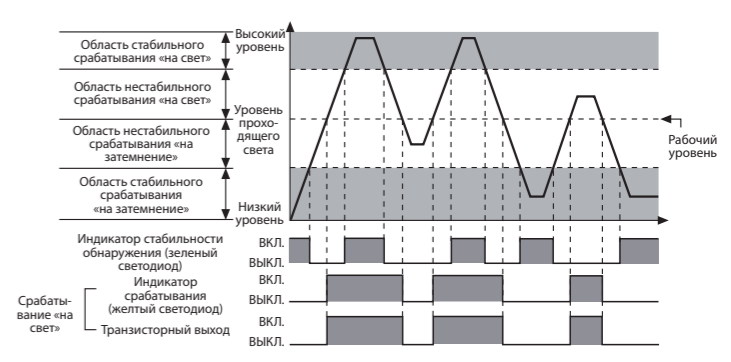 Область стабильного
срабатывания «на свет»
Область нестабильного
срабатывания «на свет»
Область нестабильного
срабатывания «на
затемнение»
Область стабильного
срабатывания
«на затемнение»
Высокий
уровень
Уровень
прохо-
дящего
света
Низкий
уровень
Рабочий
уровень
Индикатор стабильности
обнаружения (зеленый
светодиод)
ВКЛ.
ВЫКЛ.
Срабаты-
вание «на
свет»
Индикатор
срабатывания
(желтый светодиод)
ВКЛ.
ВЫКЛ.
Транзисторный выход
ВКЛ.
ВЫКЛ.